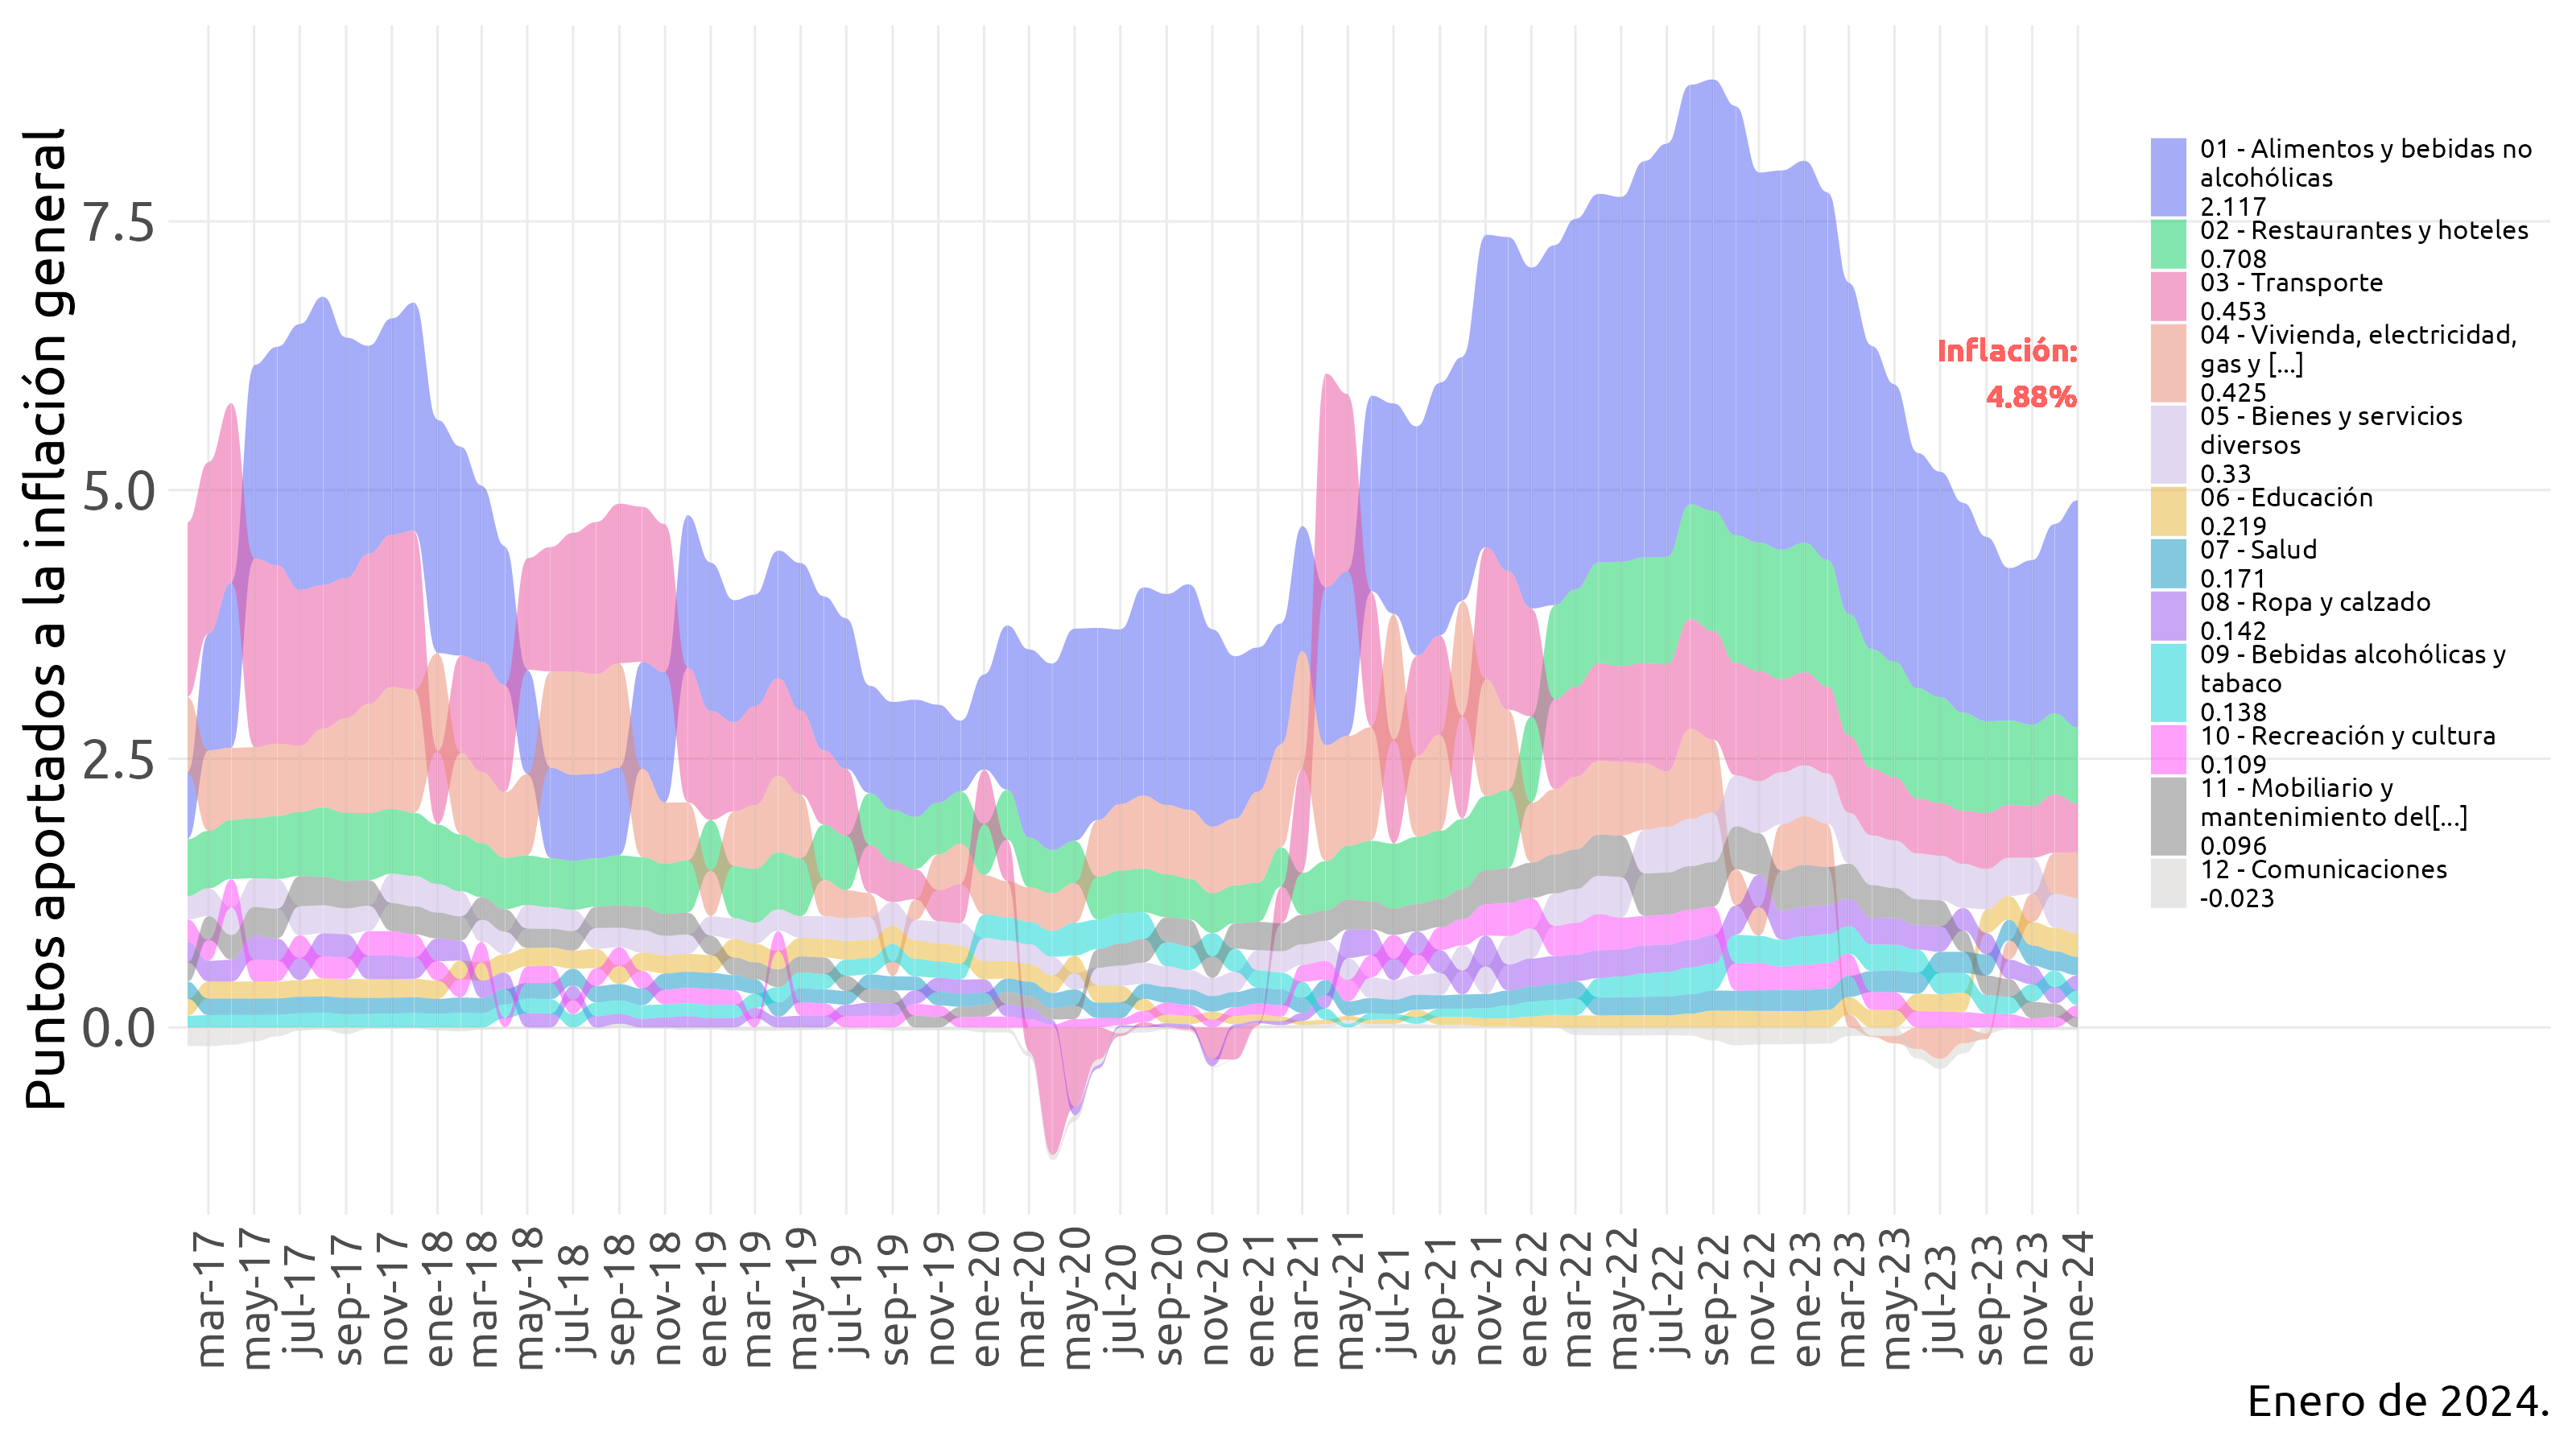 Puntos aportados a la inflación general
7.5
5.0
2.5
0.0
Inflación:
4.88%
01 - Alimentos y bebidas no
alcohólicas
2.117
02 - Restaurantes y hoteles
0.708
03 - Transporte
0.453
04 - Vivienda, electricidad,
gas y [...]
0.425
05 - Bienes y servicios
diversos
0.33
06 - Educación
0.219
07 - Salud
0.171
08 - Ropa y calzado
0.142
09 - Bebidas alcohólicas y
tabaco
0.138
10 - Recreación y cultura
0.109
11 - Mobiliario y
mantenimiento del[...]
0.096
12 - Comunicaciones
-0.023
mar-17
may-17
jul-17
sep-17
nov-17
ene-18
mar-18
may-18
jul-18
sep-18
nov-18
ene-19
mar-19
may-19
jul-19
sep-19
nov-19
ene-20
mar-20
may-20
jul-20
sep-20
nov-20
ene-21
mar-21
may-21
jul-21
sep-21
nov-21
ene-22
mar-22
may-22
jul-22
sep-22
nov-22
ene-23
mar-23
may-23
jul-23
sep-23
nov-23
ene-24
Enero de 2024.